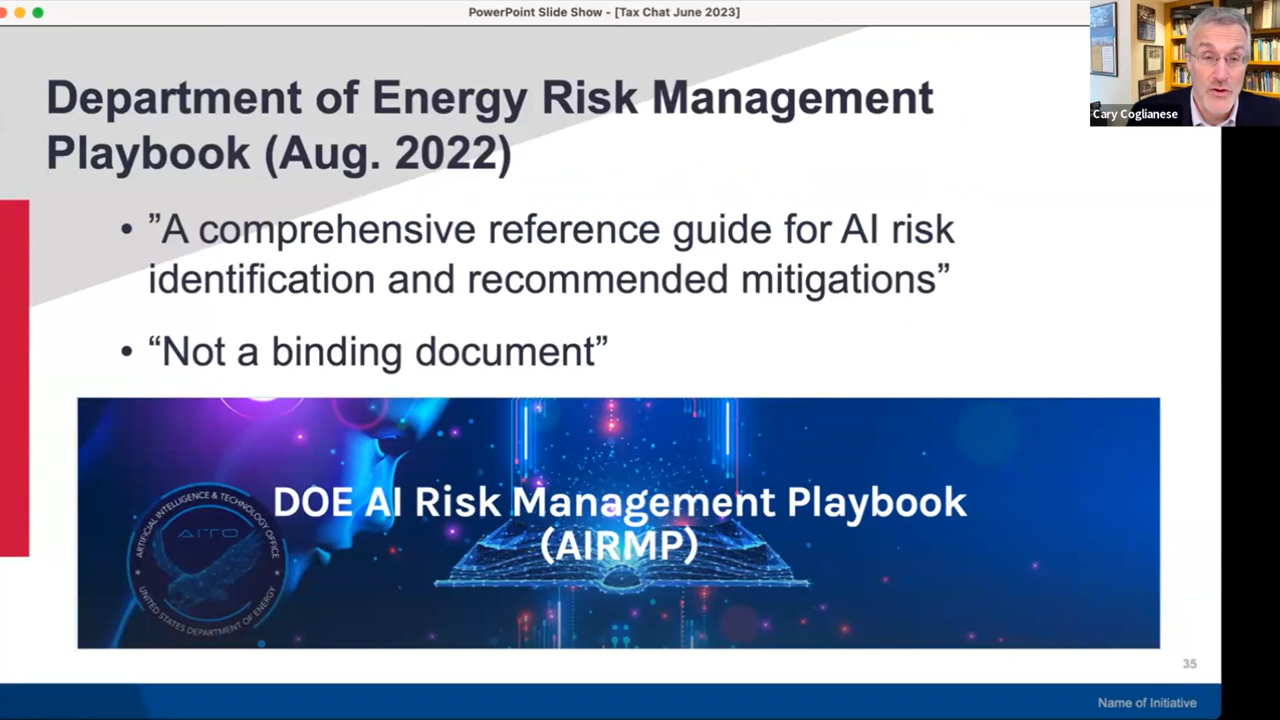 PowerPoint Slide Show - [Tax Chat June 2023]
Cary Coglianese
Department of Energy Risk Management
Playbook (Aug. 2022)
• ”A comprehensive reference guide for AI risk
identification and recommended mitigations”
• “Not a binding document”
DOE AI Risk Management Playbook
(AIRMP)
ARTIFICIAL INTELLIGENCE & TECHNOLOGY OFFICE
AITO
UNITED STATES DEPARTMENT OF ENERGY
35
Name of Initiative